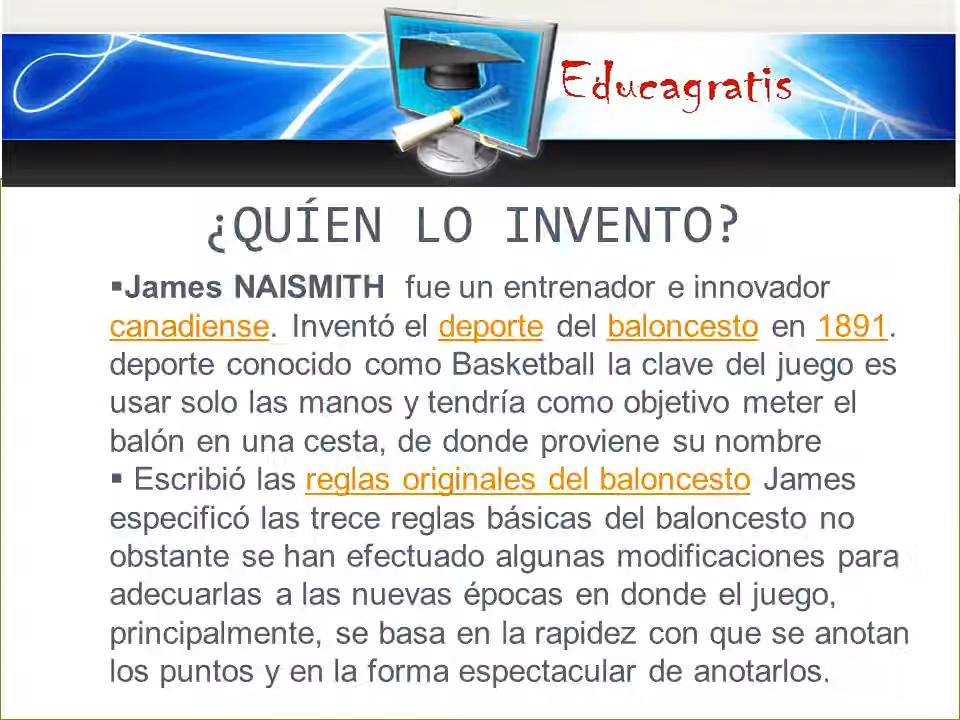 Educagratis
¿QUÍEN LO INVENTO?
▪James NAISMITH fue un entrenador e innovador
canadiense. Inventó el deporte del baloncesto en 1891.
deporte conocido como Basketball la clave del juego es
usar solo las manos y tendría como objetivo meter el
balón en una cesta, de donde proviene su nombre
▪ Escribió las reglas originales del baloncesto James
especificó las trece reglas básicas del baloncesto no
obstante se han efectuado algunas modificaciones para
adecuarlas a las nuevas épocas en donde el juego,
principalmente, se basa en la rapidez con que se anotan
los puntos y en la forma espectacular de anotarlos.